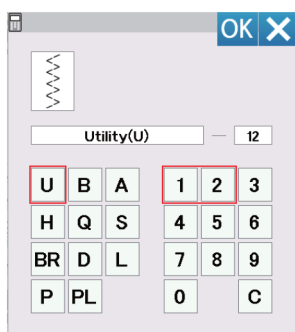 OK X
Utility(U) — 12
U B A 1 2 3
H Q S 4 5 6
BR D L 7 8 9
P PL 0 C